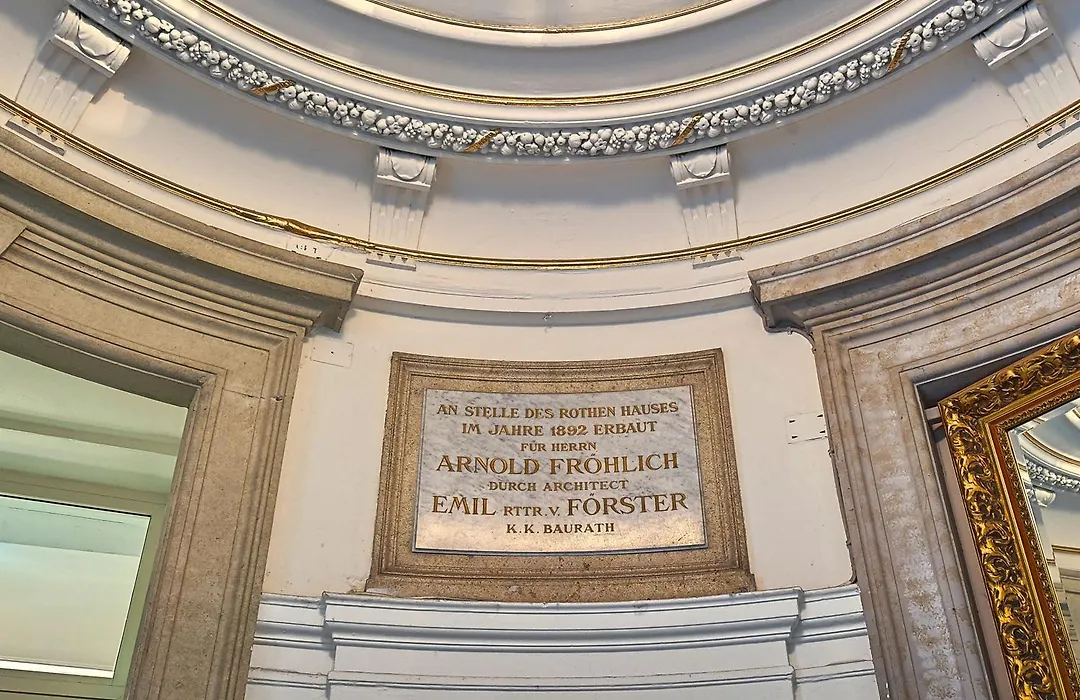 AN STELLE DES ROTHEN HAUSES
IM JAHRE 1892 ERBAUT
FÜR HERRN
ARNOLD FRÖHLICH
DURCH ARCHITECT
EMIL RTTR. V. FÖRSTER
K. K. BAURATH